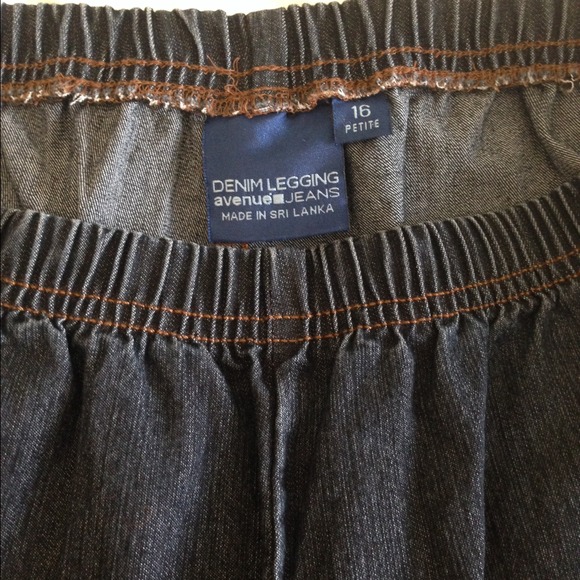 16
PETITE
DENIM LEGGING
avenue JEANS
MADE IN SRI LANKA